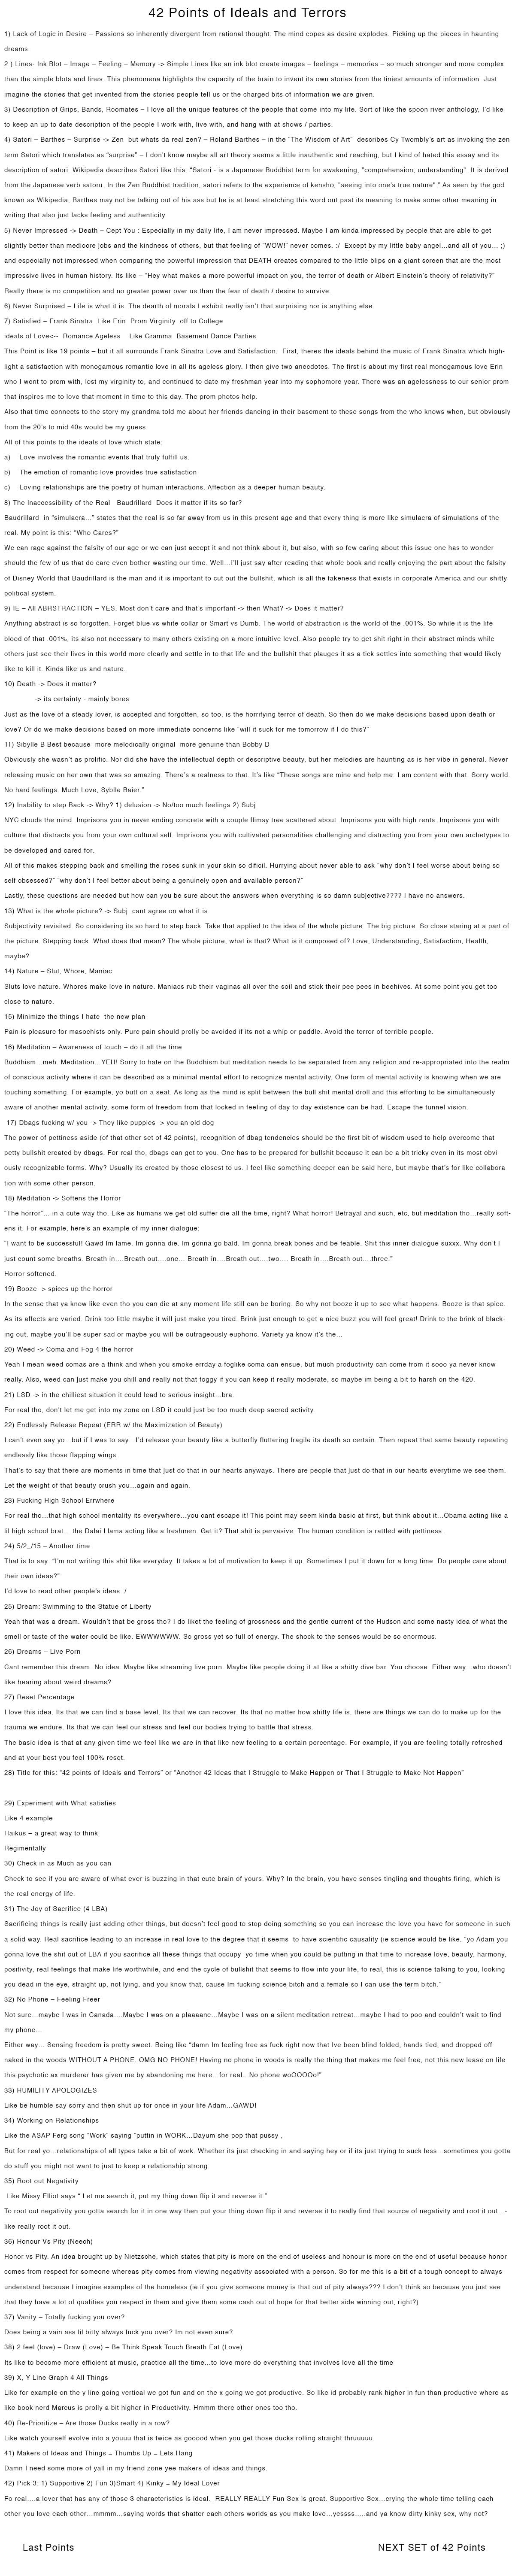 42 Points of Ideals and Terrors
1) Lack of Logic in Desire – Passions so inherently divergent from rational thought. The mind copes as desire explodes. Picking up the pieces in haunting
dreams.
2 ) Lines- Ink Blot – Image – Feeling – Memory -> Simple Lines like an ink blot create images – feelings – memories – so much stronger and more complex
than the simple blots and lines. This phenomena highlights the capacity of the brain to invent its own stories from the tiniest amounts of information. Just
imagine the stories that get invented from the stories people tell us or the charged bits of information we are given.
3) Description of Grips, Bands, Roomates – I love all the unique features of the people that come into my life. Sort of like the spoon river anthology, I'd like
to keep an up to date description of the people I work with, live with, and hang with at shows / parties.
4) Satori – Barthes – Surprise -> Zen  but whats da real zen? – Roland Barthes – in the "The Wisdom of Art"  describes Cy Twombly's art as invoking the zen
term Satori which translates as "surprise" – I don't know maybe all art theory seems a little inauthentic and reaching, but I kind of hated this essay and its
description of satori. Wikipedia describes Satori like this: "Satori - is a Japanese Buddhist term for awakening, "comprehension; understanding". It is derived
from the Japanese verb satoru. In the Zen Buddhist tradition, satori refers to the experience of kenshō, "seeing into one's true nature"." As seen by the god
known as Wikipedia, Barthes may not be talking out of his ass but he is at least stretching this word out past its meaning to make some other meaning in
writing that also just lacks feeling and authenticity.
5) Never Impressed -> Death – Cept You : Especially in my daily life, I am never impressed. Maybe I am kinda impressed by people that are able to get
slightly better than mediocre jobs and the kindness of others, but that feeling of "WOW!" never comes. :/  Except by my little baby angel...and all of you... ;)
and especially not impressed when comparing the powerful impression that DEATH creates compared to the little blips on a giant screen that are the most
impressive lives in human history. Its like – "Hey what makes a more powerful impact on you, the terror of death or Albert Einstein's theory of relativity?"
Really there is no competition and no greater power over us than the fear of death / desire to survive.
6) Never Surprised – Life is what it is. The dearth of morals I exhibit really isn't that surprising nor is anything else.
7) Satisfied – Frank Sinatra  Like Erin  Prom Virginity  off to College
ideals of Love<--  Romance Ageless    Like Gramma  Basement Dance Parties
This Point is like 19 points – but it all surrounds Frank Sinatra Love and Satisfaction.  First, theres the ideals behind the music of Frank Sinatra which high-
light a satisfaction with monogamous romantic love in all its ageless glory. I then give two anecdotes. The first is about my first real monogamous love Erin
who I went to prom with, lost my virginity to, and continued to date my freshman year into my sophomore year. There was an agelessness to our senior prom
that inspires me to love that moment in time to this day. The prom photos help.
Also that time connects to the story my grandma told me about her friends dancing in their basement to these songs from the who knows when, but obviously
from the 20's to mid 40s would be my guess.
All of this points to the ideals of love which state:
a)    Love involves the romantic events that truly fulfill us.
b)    The emotion of romantic love provides true satisfaction
c)    Loving relationships are the poetry of human interactions. Affection as a deeper human beauty.
8) The Inaccessibility of the Real   Baudrillard  Does it matter if its so far?
Baudrillard  in "simulacra..." states that the real is so far away from us in this present age and that every thing is more like simulacra of simulations of the
real. My point is this: "Who Cares?"
We can rage against the falsity of our age or we can just accept it and not think about it, but also, with so few caring about this issue one has to wonder
should the few of us that do care even bother wasting our time. Well...I'll just say after reading that whole book and really enjoying the part about the falsity
of Disney World that Baudrillard is the man and it is important to cut out the bullshit, which is all the fakeness that exists in corporate America and our shitty
political system.
9) IE – All ABRSTRACTION – YES, Most don't care and that's important -> then What? -> Does it matter?
Anything abstract is so forgotten. Forget blue vs white collar or Smart vs Dumb. The world of abstraction is the world of the .001%. So while it is the life
blood of that .001%, its also not necessary to many others existing on a more intuitive level. Also people try to get shit right in their abstract minds while
others just see their lives in this world more clearly and settle in to that life and the bullshit that plauges it as a tick settles into something that would likely
like to kill it. Kinda like us and nature.
10) Death -> Does it matter?
-> its certainty - mainly bores
Just as the love of a steady lover, is accepted and forgotten, so too, is the horrifying terror of death. So then do we make decisions based upon death or
love? Or do we make decisions based on more immediate concerns like "will it suck for me tomorrow if I do this?"
11) Sibylle B Best because  more melodically original  more genuine than Bobby D
Obviously she wasn't as prolific. Nor did she have the intellectual depth or descriptive beauty, but her melodies are haunting as is her vibe in general. Never
releasing music on her own that was so amazing. There's a realness to that. It's like "These songs are mine and help me. I am content with that. Sorry world.
No hard feelings. Much Love, Syblle Baier."
12) Inability to step Back -> Why? 1) delusion -> No/too much feelings 2) Subj
NYC clouds the mind. Imprisons you in never ending concrete with a couple flimsy tree scattered about. Imprisons you with high rents. Imprisons you with
culture that distracts you from your own cultural self. Imprisons you with cultivated personalities challenging and distracting you from your own archetypes to
be developed and cared for.
All of this makes stepping back and smelling the roses sunk in your skin so dificil. Hurrying about never able to ask "why don't I feel worse about being so
self obsessed?" "why don't I feel better about being a genuinely open and available person?"
Lastly, these questions are needed but how can you be sure about the answers when everything is so damn subjective???? I have no answers.
13) What is the whole picture? -> Subj  cant agree on what it is
Subjectivity revisited. So considering its so hard to step back. Take that applied to the idea of the whole picture. The big picture. So close staring at a part of
the picture. Stepping back. What does that mean? The whole picture, what is that? What is it composed of? Love, Understanding, Satisfaction, Health,
maybe?
14) Nature – Slut, Whore, Maniac
Sluts love nature. Whores make love in nature. Maniacs rub their vaginas all over the soil and stick their pee pees in beehives. At some point you get too
close to nature.
15) Minimize the things I hate  the new plan
Pain is pleasure for masochists only. Pure pain should prolly be avoided if its not a whip or paddle. Avoid the terror of terrible people.
16) Meditation – Awareness of touch – do it all the time
Buddhism...meh. Meditation...YEH! Sorry to hate on the Buddhism but meditation needs to be separated from any religion and re-appropriated into the realm
of conscious activity where it can be described as a minimal mental effort to recognize mental activity. One form of mental activity is knowing when we are
touching something. For example, yo butt on a seat. As long as the mind is split between the bull shit mental droll and this efforting to be simultaneously
aware of another mental activity, some form of freedom from that locked in feeling of day to day existence can be had. Escape the tunnel vision.
17) Dbags fucking w/ you -> They like puppies -> you an old dog
The power of pettiness aside (of that other set of 42 points), recognition of dbag tendencies should be the first bit of wisdom used to help overcome that
petty bullshit created by dbags. For real tho, dbags can get to you. One has to be prepared for bullshit because it can be a bit tricky even in its most obvi-
ously recognizable forms. Why? Usually its created by those closest to us. I feel like something deeper can be said here, but maybe that's for like collabora-
tion with some other person.
18) Meditation -> Softens the Horror
"The horror"... in a cute way tho. Like as humans we get old suffer die all the time, right? What horror! Betrayal and such, etc, but meditation tho...really soft-
ens it. For example, here's an example of my inner dialogue:
"I want to be successful! Gawd Im lame. Im gonna die. Im gonna go bald. Im gonna break bones and be feable. Shit this inner dialogue suxxx. Why don't I
just count some breaths. Breath in....Breath out....one... Breath in....Breath out....two.... Breath in....Breath out....three."
Horror softened.
19) Booze -> spices up the horror
In the sense that ya know like even tho you can die at any moment life still can be boring. So why not booze it up to see what happens. Booze is that spice.
As its affects are varied. Drink too little maybe it will just make you tired. Brink just enough to get a nice buzz you will feel great! Drink to the brink of black-
ing out, maybe you'll be super sad or maybe you will be outrageously euphoric. Variety ya know it's the...
20) Weed -> Coma and Fog 4 the horror
Yeah I mean weed comas are a think and when you smoke errday a foglike coma can ensue, but much productivity can come from it sooo ya never know
really. Also, weed can just make you chill and really not that foggy if you can keep it really moderate, so maybe im being a bit to harsh on the 420.
21) LSD -> in the chilliest situation it could lead to serious insight...bra.
For real tho, don't let me get into my zone on LSD it could just be too much deep sacred activity.
22) Endlessly Release Repeat (ERR w/ the Maximization of Beauty)
I can't even say yo...but if I was to say...I'd release your beauty like a butterfly fluttering fragile its death so certain. Then repeat that same beauty repeating
endlessly like those flapping wings.
That's to say that there are moments in time that just do that in our hearts anyways. There are people that just do that in our hearts everytime we see them.
Let the weight of that beauty crush you...again and again.
23) Fucking High School Errwhere
For real tho...that high school mentality its everywhere...you cant escape it! This point may seem kinda basic at first, but think about it...Obama acting like a
lil high school brat... the Dalai Llama acting like a freshmen. Get it? That shit is pervasive. The human condition is rattled with pettiness.
24) 5/2_/15 – Another time
That is to say: "I'm not writing this shit like everyday. It takes a lot of motivation to keep it up. Sometimes I put it down for a long time. Do people care about
their own ideas?"
I'd love to read other people's ideas :/
25) Dream: Swimming to the Statue of Liberty
Yeah that was a dream. Wouldn't that be gross tho? I do liket the feeling of grossness and the gentle current of the Hudson and some nasty idea of what the
smell or taste of the water could be like. EWWWWWW. So gross yet so full of energy. The shock to the senses would be so enormous.
26) Dreams – Live Porn
Cant remember this dream. No idea. Maybe like streaming live porn. Maybe like people doing it at like a shitty dive bar. You choose. Either way...who doesn't
like hearing about weird dreams?
27) Reset Percentage
I love this idea. Its that we can find a base level. Its that we can recover. Its that no matter how shitty life is, there are things we can do to make up for the
trauma we endure. Its that we can feel our stress and feel our bodies trying to battle that stress.
The basic idea is that at any given time we feel like we are in that like new feeling to a certain percentage. For example, if you are feeling totally refreshed
and at your best you feel 100% reset.
28) Title for this: "42 points of Ideals and Terrors" or "Another 42 Ideas that I Struggle to Make Happen or That I Struggle to Make Not Happen"
29) Experiment with What satisfies
Like 4 example
Haikus – a great way to think
Regimentally
30) Check in as Much as you can
Check to see if you are aware of what ever is buzzing in that cute brain of yours. Why? In the brain, you have senses tingling and thoughts firing, which is
the real energy of life.
31) The Joy of Sacrifice (4 LBA)
Sacrificing things is really just adding other things, but doesn't feel good to stop doing something so you can increase the love you have for someone in such
a solid way. Real sacrifice leading to an increase in real love to the degree that it seems  to have scientific causality (ie science would be like, "yo Adam you
gonna love the shit out of LBA if you sacrifice all these things that occupy  yo time when you could be putting in that time to increase love, beauty, harmony,
positivity, real feelings that make life worthwhile, and end the cycle of bullshit that seems to flow into your life, fo real, this is science talking to you, looking
you dead in the eye, straight up, not lying, and you know that, cause Im fucking science bitch and a female so I can use the term bitch."
32) No Phone – Feeling Freer
Not sure...maybe I was in Canada....Maybe I was on a plaaaane...Maybe I was on a silent meditation retreat...maybe I had to poo and couldn't wait to find
my phone...
Either way... Sensing freedom is pretty sweet. Being like "damn Im feeling free as fuck right now that Ive been blind folded, hands tied, and dropped off
naked in the woods WITHOUT A PHONE. OMG NO PHONE! Having no phone in woods is really the thing that makes me feel free, not this new lease on life
this psychotic ax murderer has given me by abandoning me here...for real...No phone woOOOOo!"
33) HUMILITY APOLOGIZES
Like be humble say sorry and then shut up for once in your life Adam...GAWD!
34) Working on Relationships
Like the ASAP Ferg song "Work" saying "puttin in WORK...Dayum she pop that pussy ,
But for real yo...relationships of all types take a bit of work. Whether its just checking in and saying hey or if its just trying to suck less...sometimes you gotta
do stuff you might not want to just to keep a relationship strong.
35) Root out Negativity
Like Missy Elliot says " Let me search it, put my thing down flip it and reverse it."
To root out negativity you gotta search for it in one way then put your thing down flip it and reverse it to really find that source of negativity and root it out...-
like really root it out.
36) Honour Vs Pity (Neech)
Honor vs Pity. An idea brought up by Nietzsche, which states that pity is more on the end of useless and honour is more on the end of useful because honor
comes from respect for someone whereas pity comes from viewing negativity associated with a person. So for me this is a bit of a tough concept to always
understand because I imagine examples of the homeless (ie if you give someone money is that out of pity always??? I don't think so because you just see
that they have a lot of qualities you respect in them and give them some cash out of hope for that better side winning out, right?)
37) Vanity – Totally fucking you over?
Does being a vain ass lil bitty always fuck you over? Im not even sure?
38) 2 feel (love) – Draw (Love) – Be Think Speak Touch Breath Eat (Love)
Its like to become more efficient at music, practice all the time...to love more do everything that involves love all the time
39) X, Y Line Graph 4 All Things
Like for example on the y line going vertical we got fun and on the x going we got productive. So like id probably rank higher in fun than productive where as
like book nerd Marcus is prolly a bit higher in Productivity. Hmmm there other ones too tho.
40) Re-Prioritize – Are those Ducks really in a row?
Like watch yourself evolve into a youuu that is twice as gooood when you get those ducks rolling straight thruuuuu.
41) Makers of Ideas and Things = Thumbs Up = Lets Hang
Damn I need some more of yall in my friend zone yee makers of ideas and things.
42) Pick 3: 1) Supportive 2) Fun 3)Smart 4) Kinky = My Ideal Lover
Fo real....a lover that has any of those 3 characteristics is ideal.  REALLY REALLY Fun Sex is great. Supportive Sex...crying the whole time telling each
other you love each other...mmmm...saying words that shatter each others worlds as you make love...yessss.....and ya know dirty kinky sex, why not?
Last Points
NEXT SET of 42 Points